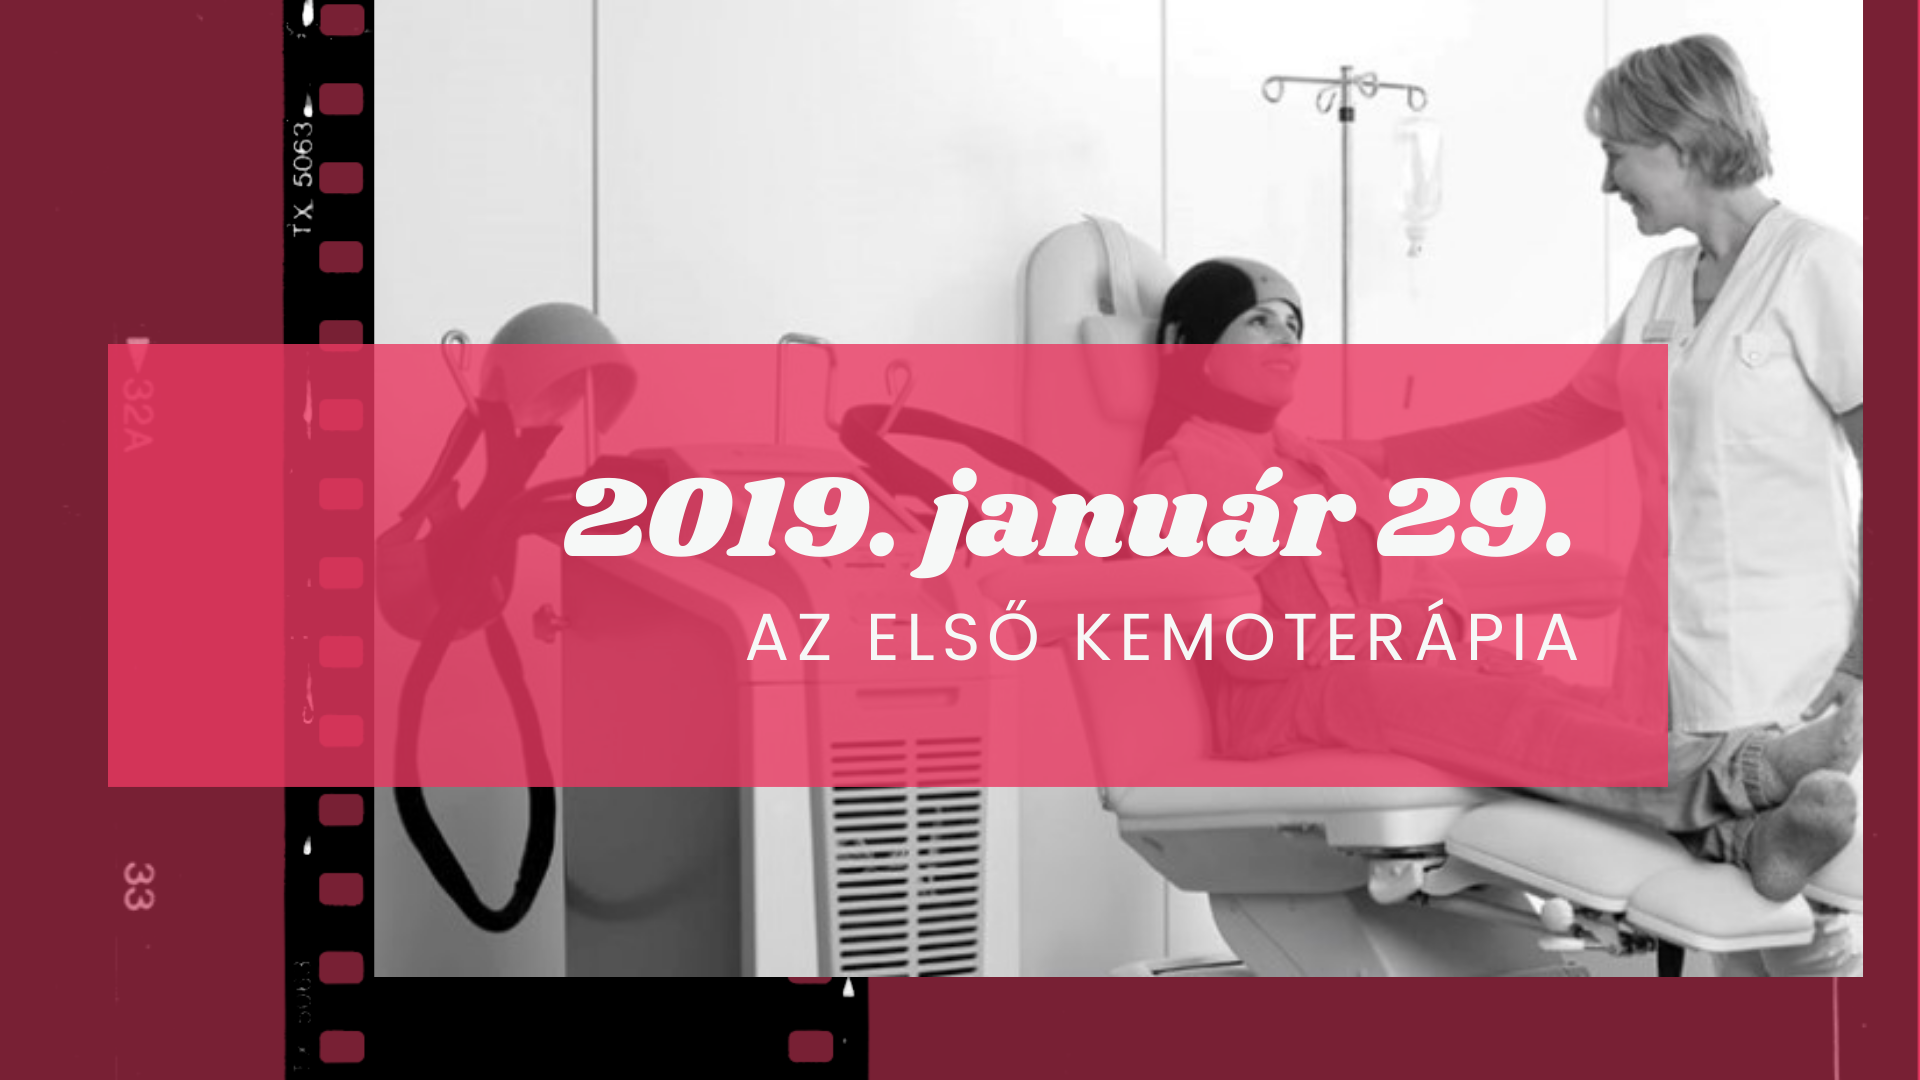 TX 5063
32A
2019. január 29.
AZ ELSŐ KEMOTERÁPIA
33